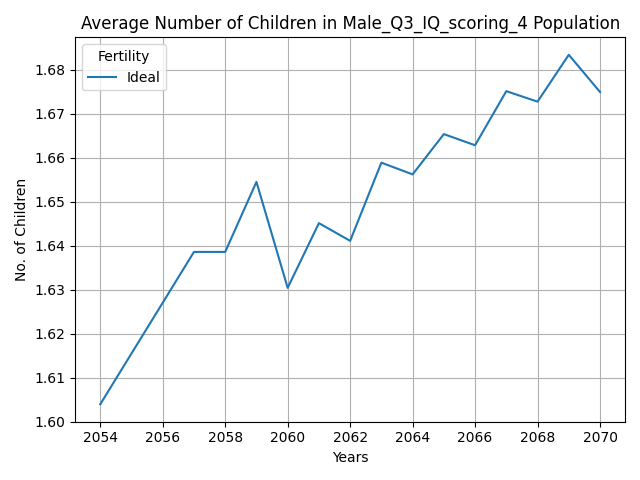 Average Number of Children in Male_Q3_IQ_scoring_4 Population
Fertility
Ideal
No. of Children
1.68
1.67
1.66
1.65
1.64
1.63
1.62
1.61
1.60
2054 2056 2058 2060 2062 2064 2066 2068 2070
Years